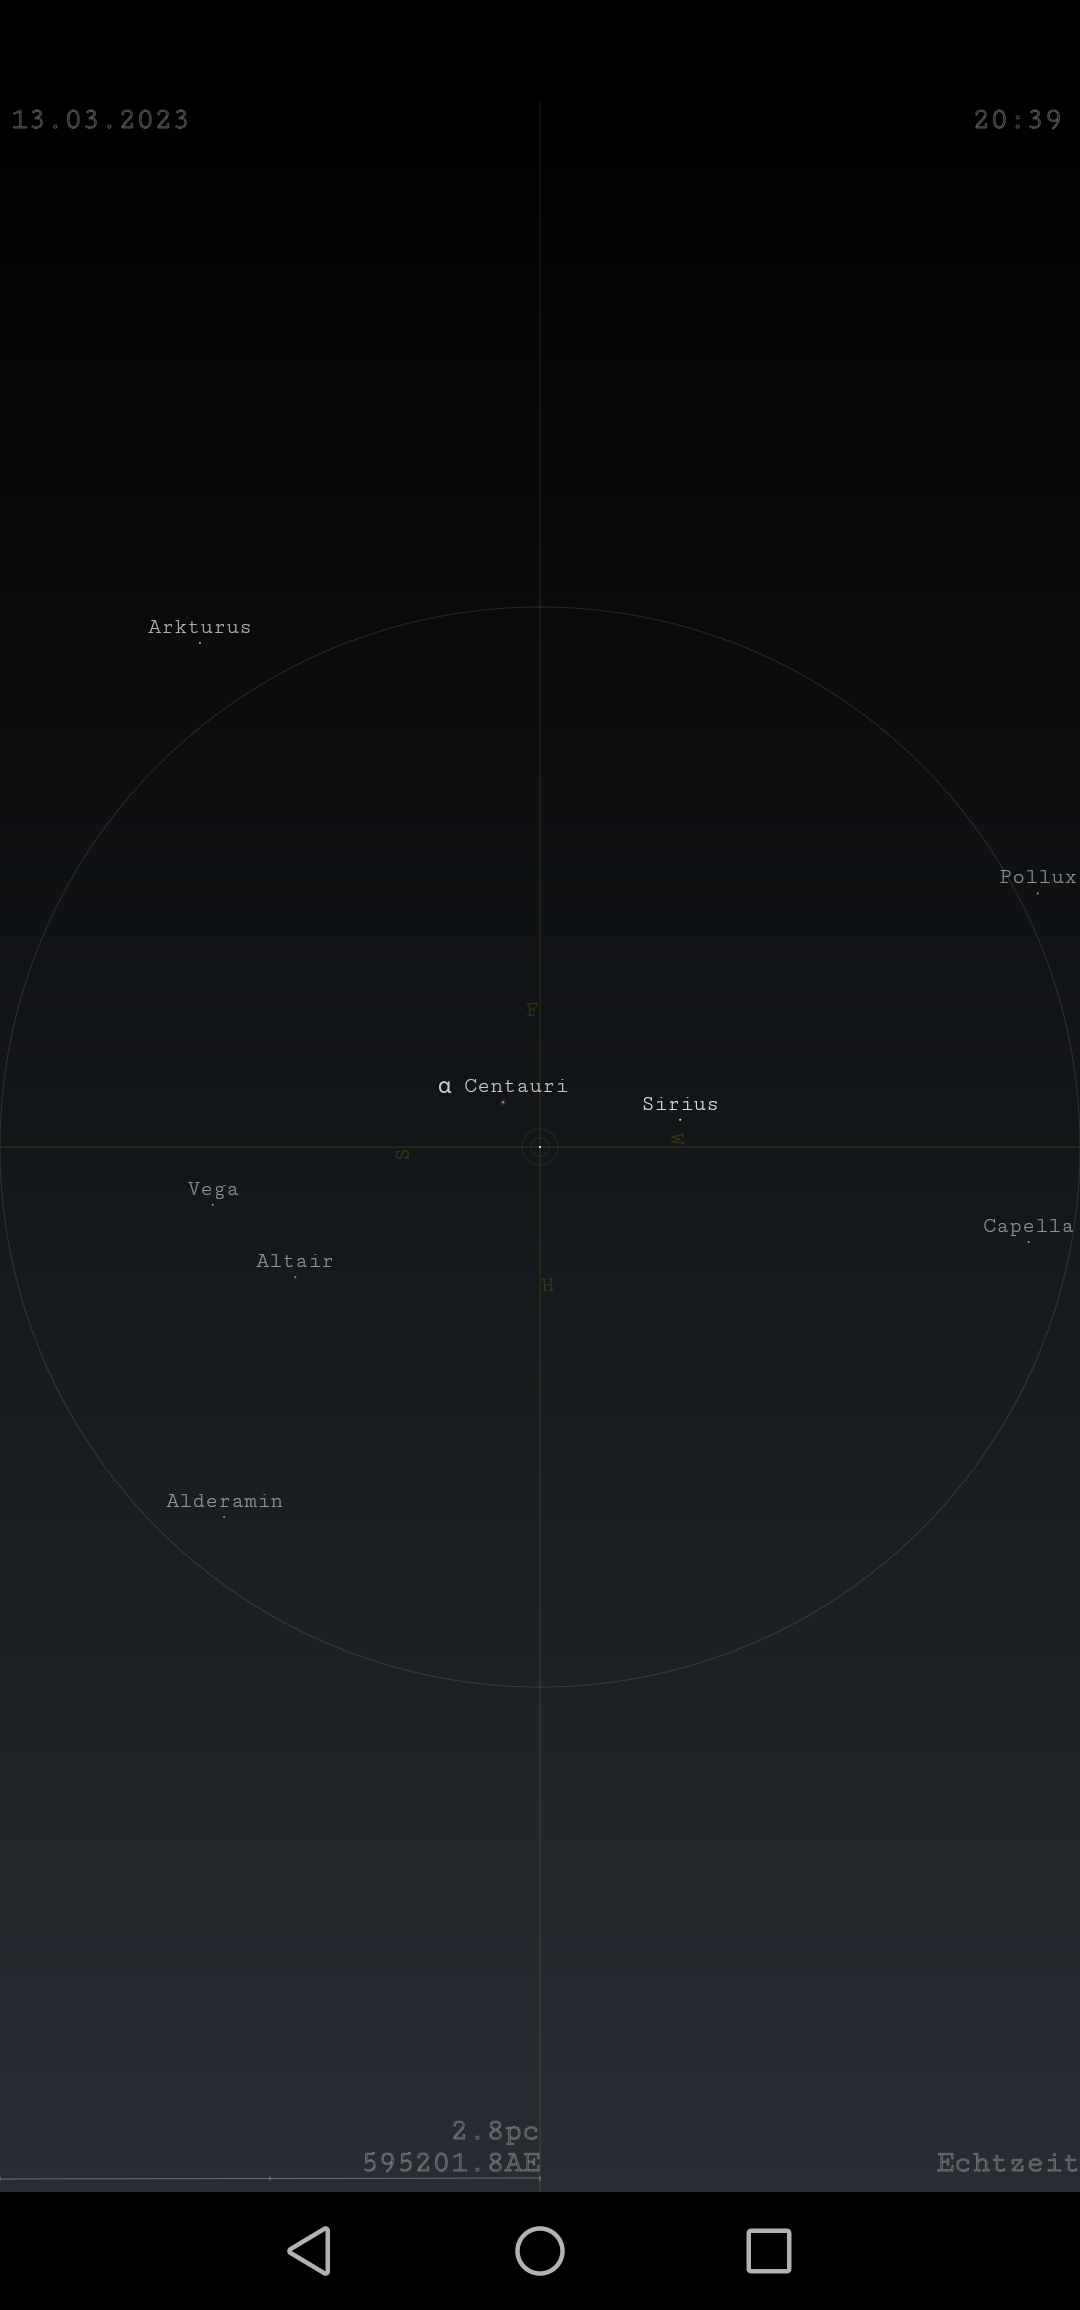 13.03.2023
20:39
Arkturus
Pollux
F
α Centauri
Sirius
W
S
Vega
Capella
Altair
H
Alderamin
2.8pc
595201.8AE
Echtzeit